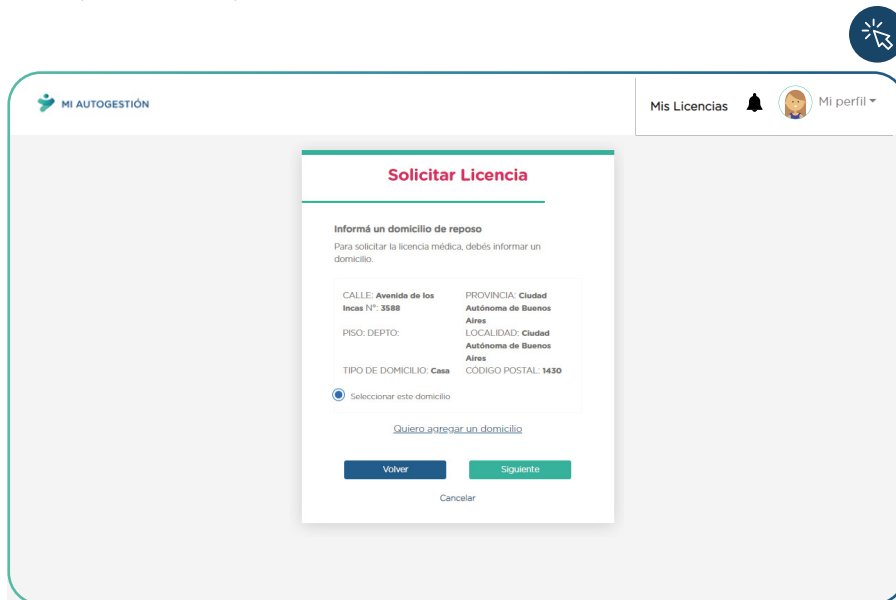 MI AUTOGESTIÓN
Mis Licencias
Mi perfil
Solicitar Licencia
Informá un domicilio de reposo
Para solicitar la licencia médica, debés informar un
domicilio.
CALLE: Avenida de los
Incas N°: 3588
PROVINCIA: Ciudad
Autónoma de Buenos
Aires
PISO: DEPTO:
LOCALIDAD: Ciudad
Autónoma de Buenos
Aires
TIPO DE DOMICILIO: Casa
CÓDIGO POSTAL: 1430
Seleccionar este domicilio
Quiero agregar un domicilio
Volver
Siguiente
Cancelar